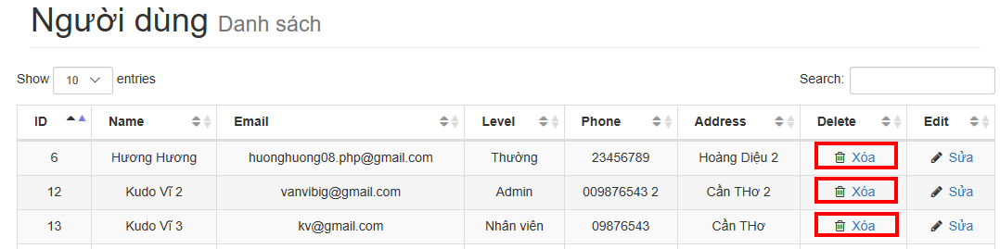 Người dùng Danh sách
Show 10 entries Search:
ID Name Email Level Phone Address Delete Edit
6 Hương Hương huonghuong08.php@gmail.com Thường 23456789 Hoàng Diệu 2 Xóa Sửa
12 Kudo Vĩ 2 vanvibig@gmail.com Admin 009876543 2 Cần THơ 2 Xóa Sửa
13 Kudo Vĩ 3 kv@gmail.com Nhân viên 09876543 Cần THơ Xóa Sửa